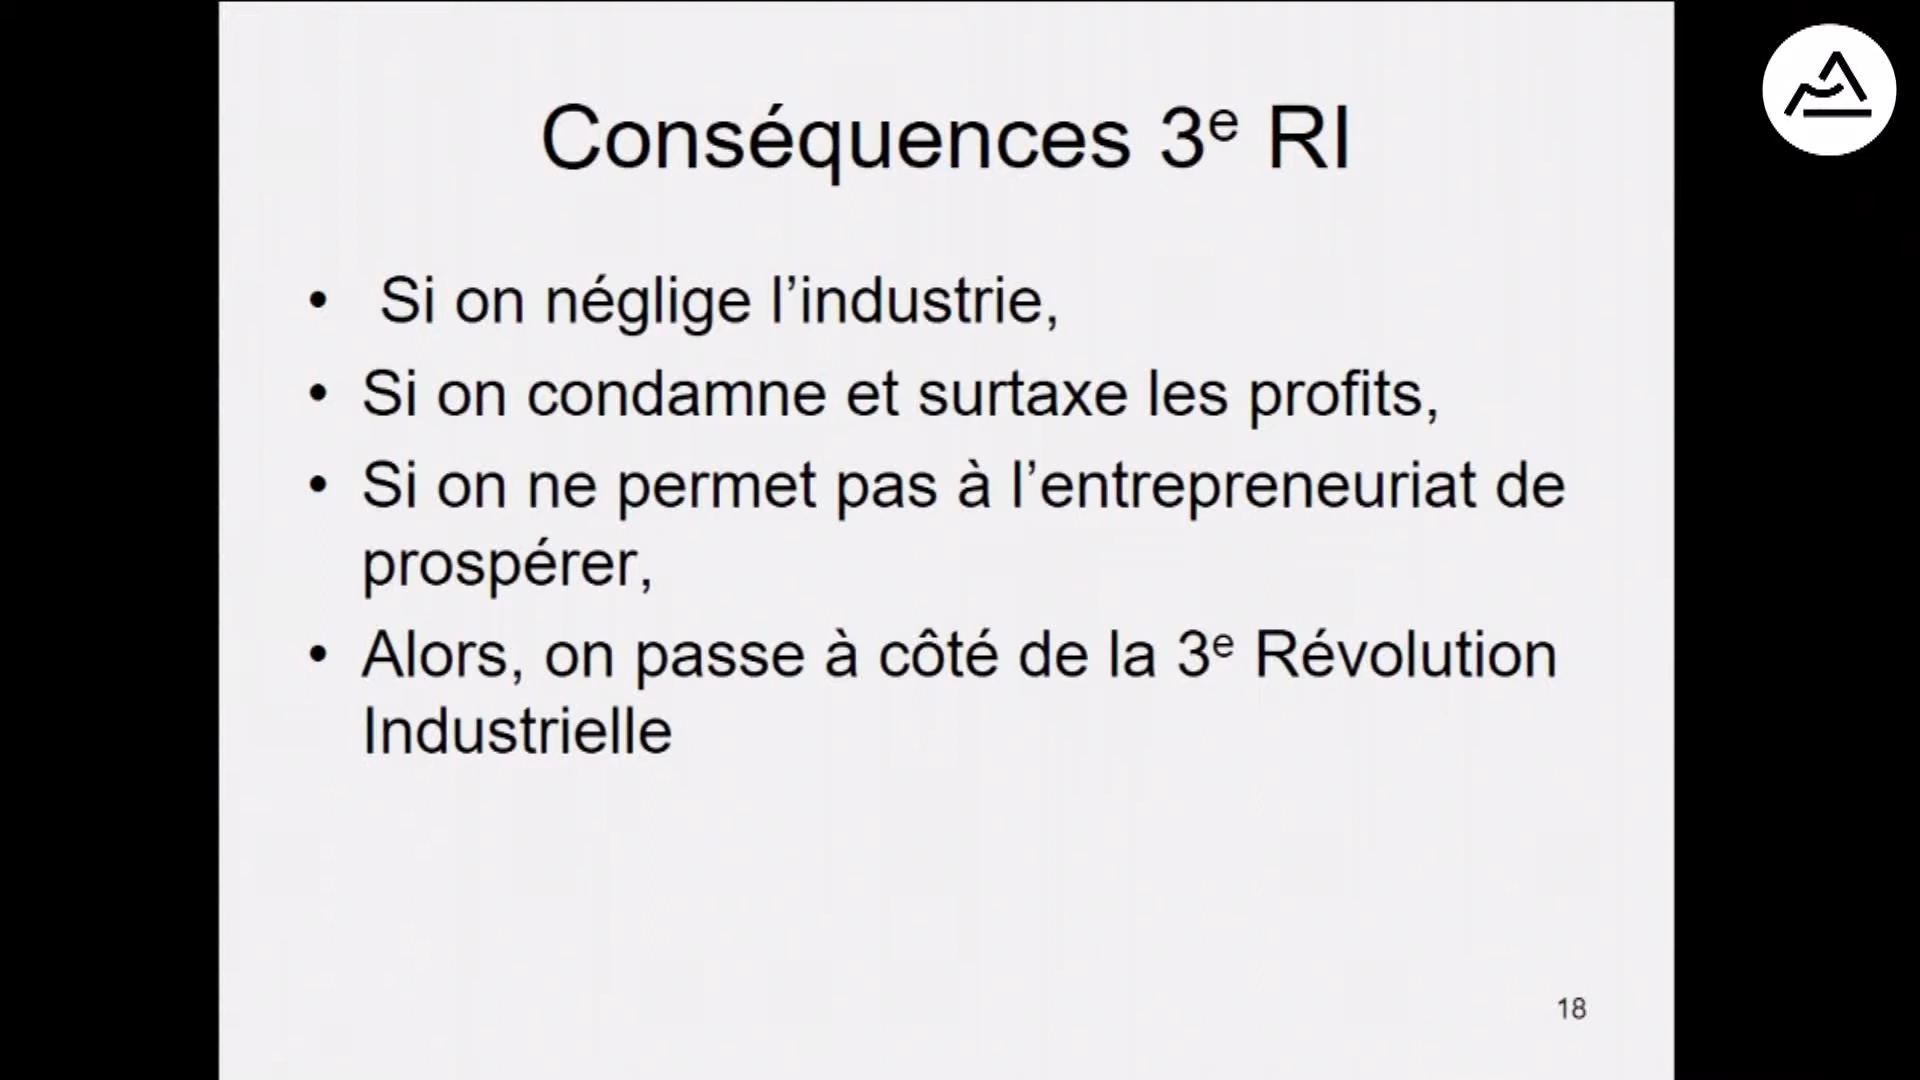 Conséquences 3e RI
• Si on néglige l’industrie,
• Si on condamne et surtaxe les profits,
• Si on ne permet pas à l’entrepreneuriat de
prospérer,
• Alors, on passe à côté de la 3e Révolution
Industrielle
18